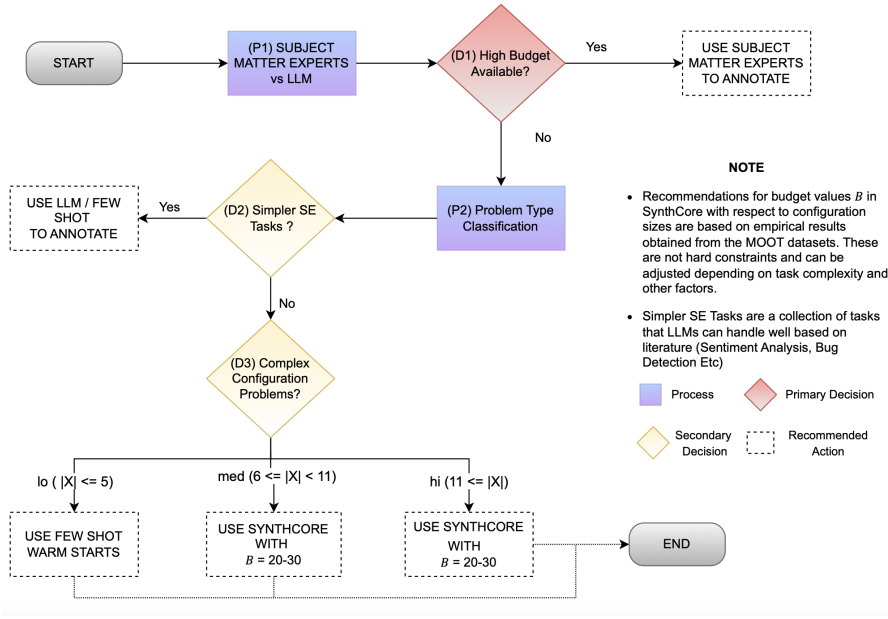 START
(P1) SUBJECT
MATTER EXPERTS
vs LLM
(D1) High Budget
Available?
Yes
USE SUBJECT
MATTER EXPERTS
TO ANNOTATE
No
USE LLM / FEW
SHOT
TO ANNOTATE
Yes
(D2) Simpler SE
Tasks ?
(P2) Problem Type
Classification
No
(D3) Complex
Configuration
Problems?
lo ( |X| <= 5)
med (6 <= |X| < 11)
hi (11 <= |X|)
USE FEW SHOT
WARM STARTS
USE SYNTHCORE
WITH
B = 20-30
USE SYNTHCORE
WITH
B = 20-30
END
NOTE
• Recommendations for budget values B in
SynthCore with respect to configuration
sizes are based on empirical results
obtained from the MOOT datasets. These
are not hard constraints and can be
adjusted depending on task complexity and
other factors.
• Simpler SE Tasks are a collection of tasks
that LLMs can handle well based on
literature (Sentiment Analysis, Bug
Detection Etc)
Process
Primary Decision
Secondary
Decision
Recommended
Action